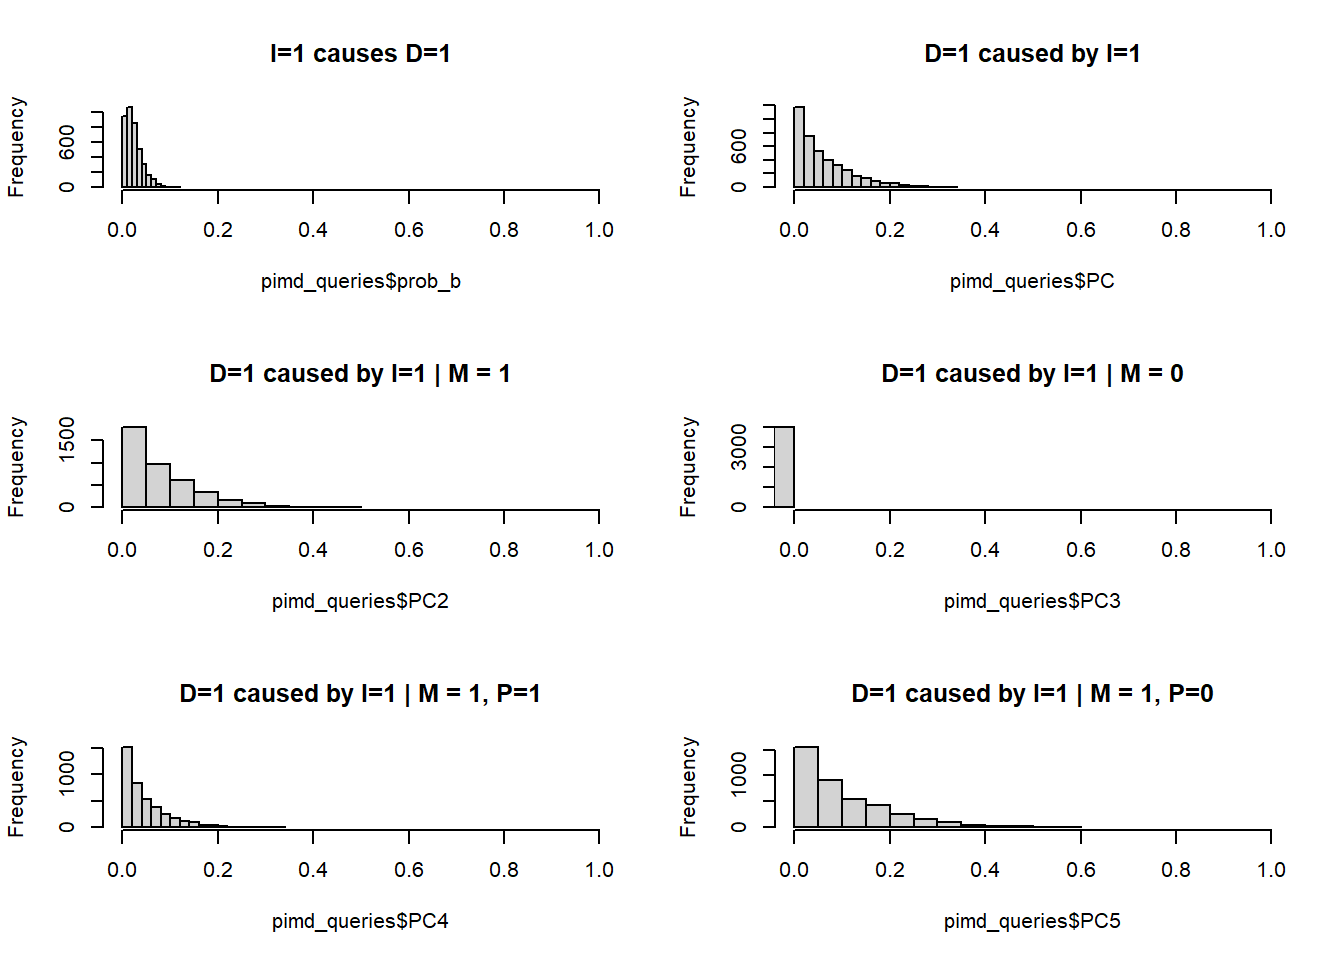 I=1 causes D=1
Frequency
0 600
0.0 0.2 0.4 0.6 0.8 1.0
pimd_queries$prob_b
D=1 caused by I=1
Frequency
0 600
0.0 0.2 0.4 0.6 0.8 1.0
pimd_queries$PC
D=1 caused by I=1 | M = 1
Frequency
0 1500
0.0 0.2 0.4 0.6 0.8 1.0
pimd_queries$PC2
D=1 caused by I=1 | M = 0
Frequency
0 3000
0.0 0.2 0.4 0.6 0.8 1.0
pimd_queries$PC3
D=1 caused by I=1 | M = 1, P=1
Frequency
0 1000
0.0 0.2 0.4 0.6 0.8 1.0
pimd_queries$PC4
D=1 caused by I=1 | M = 1, P=0
Frequency
0 1000
0.0 0.2 0.4 0.6 0.8 1.0
pimd_queries$PC5